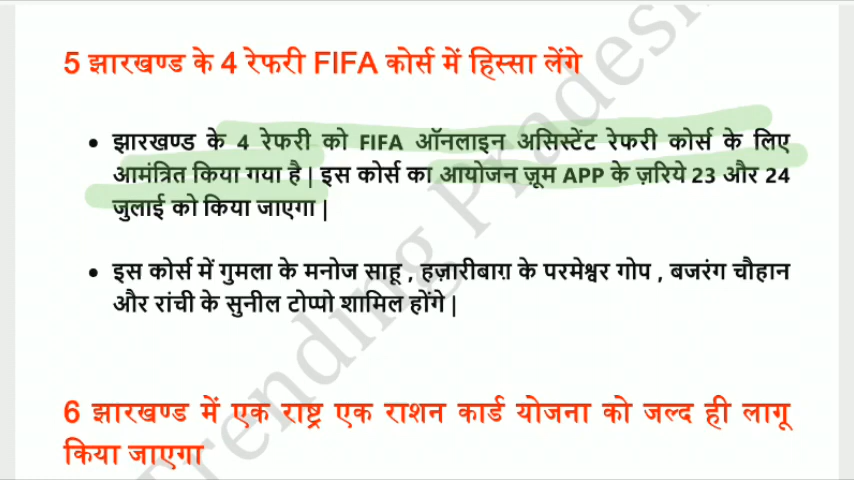 5 झारखण्ड के 4 रेफरी FIFA कोर्स में हिस्सा लेंगे
• झारखण्ड के 4 रेफरी को FIFA ऑनलाइन असिस्टेंट रेफरी कोर्स के लिए
आमंत्रित किया गया है | इस कोर्स का आयोजन ज़ूम APP के ज़रिये 23 और 24
जुलाई को किया जाएगा |
• इस कोर्स में गुमला के मनोज साहू , हज़ारीबाग़ के परमेश्वर गोप , बजरंग चौहान
और रांची के सुनील टोप्पो शामिल होंगे |
6 झारखण्ड में एक राष्ट्र एक राशन कार्ड योजना को जल्द ही लागू
किया जाएगा
Trending Pradesh